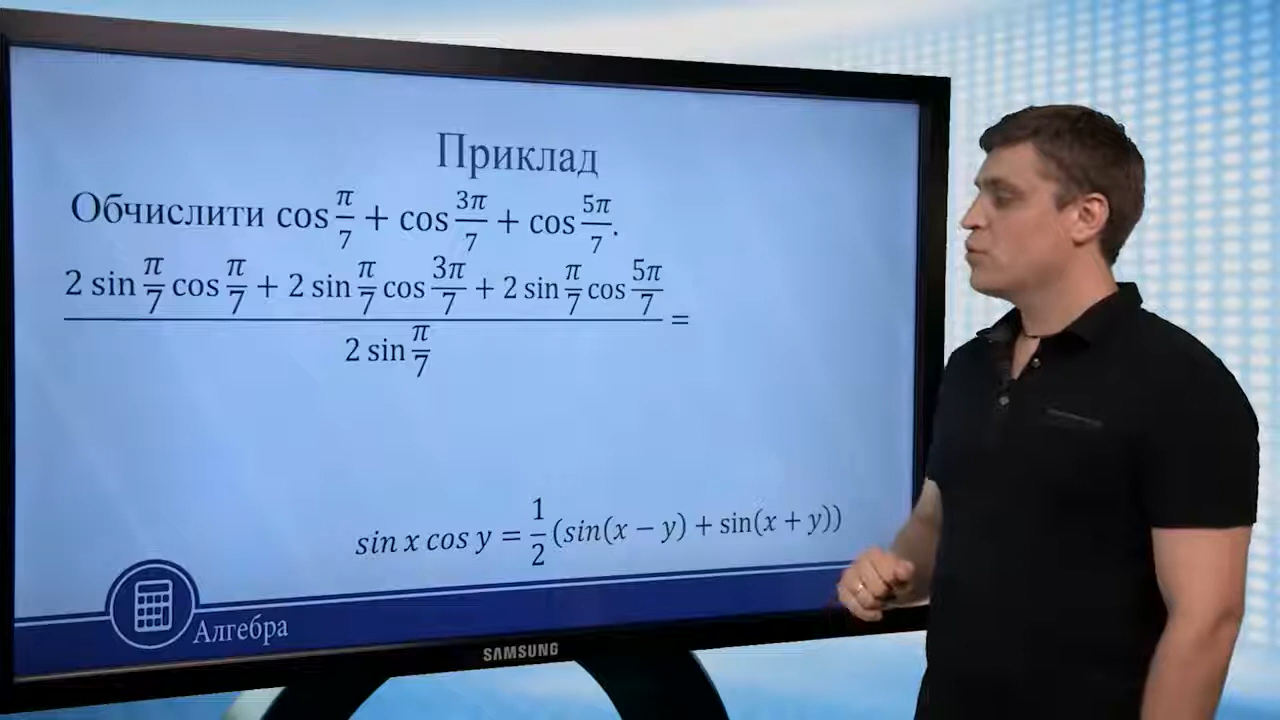 Приклад
Обчислити cos π/7 + cos 3π/7 + cos 5π/7.
(2 sin π/7 cos π/7 + 2 sin π/7 cos 3π/7 + 2 sin π/7 cos 5π/7) / (2 sin π/7) =
sin x cos y = 1/2 (sin(x − y) + sin(x + y))
Алгебра
SAMSUNG